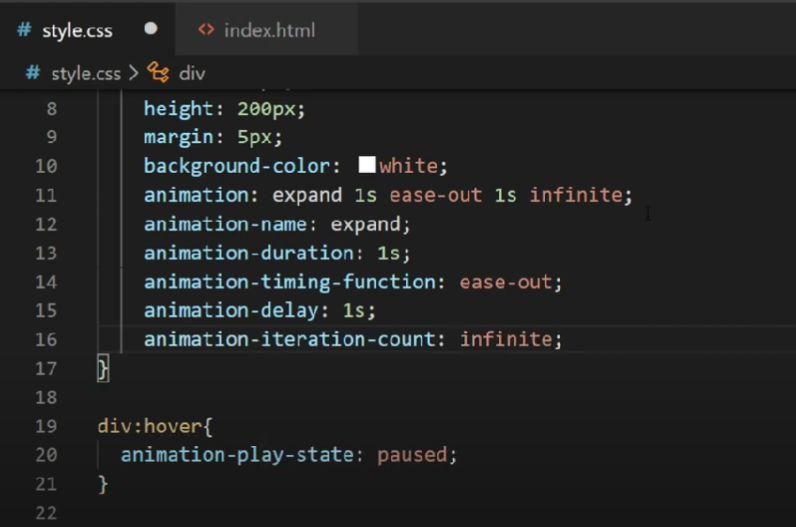 # style.css
<> index.html
# style.css > div
8 height: 200px;
9 margin: 5px;
10 background-color: white;
11 animation: expand 1s ease-out 1s infinite;
12 animation-name: expand;
13 animation-duration: 1s;
14 animation-timing-function: ease-out;
15 animation-delay: 1s;
16 animation-iteration-count: infinite;
17 }
18
19 div:hover{
20 animation-play-state: paused;
21 }
22